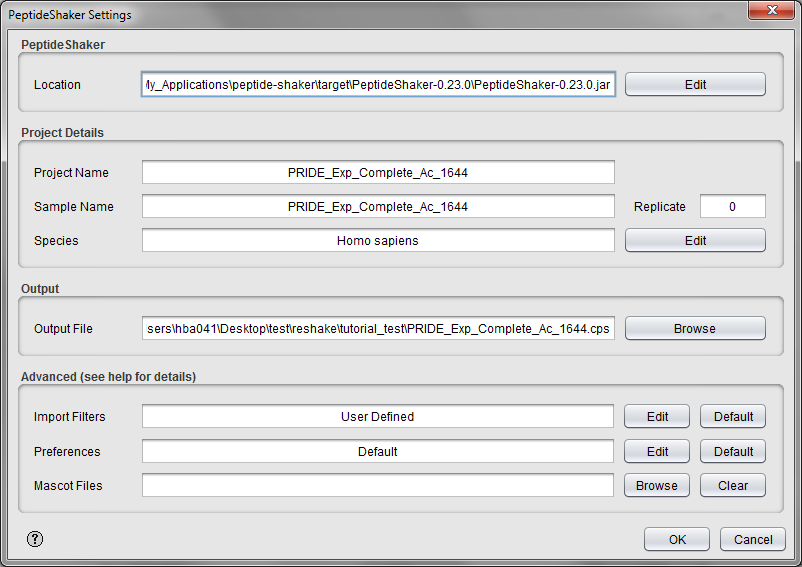 PeptideShaker Settings
PeptideShaker
Location ly_Applications\peptide-shaker\target\PeptideShaker-0.23.0\PeptideShaker-0.23.0.jar Edit
Project Details
Project Name PRIDE_Exp_Complete_Ac_1644
Sample Name PRIDE_Exp_Complete_Ac_1644 Replicate 0
Species Homo sapiens Edit
Output
Output File sers\hba041\Desktop\test\reshake\tutorial_test\PRIDE_Exp_Complete_Ac_1644.cps Browse
Advanced (see help for details)
Import Filters User Defined Edit Default
Preferences Default Edit Default
Mascot Files Browse Clear
? OK Cancel